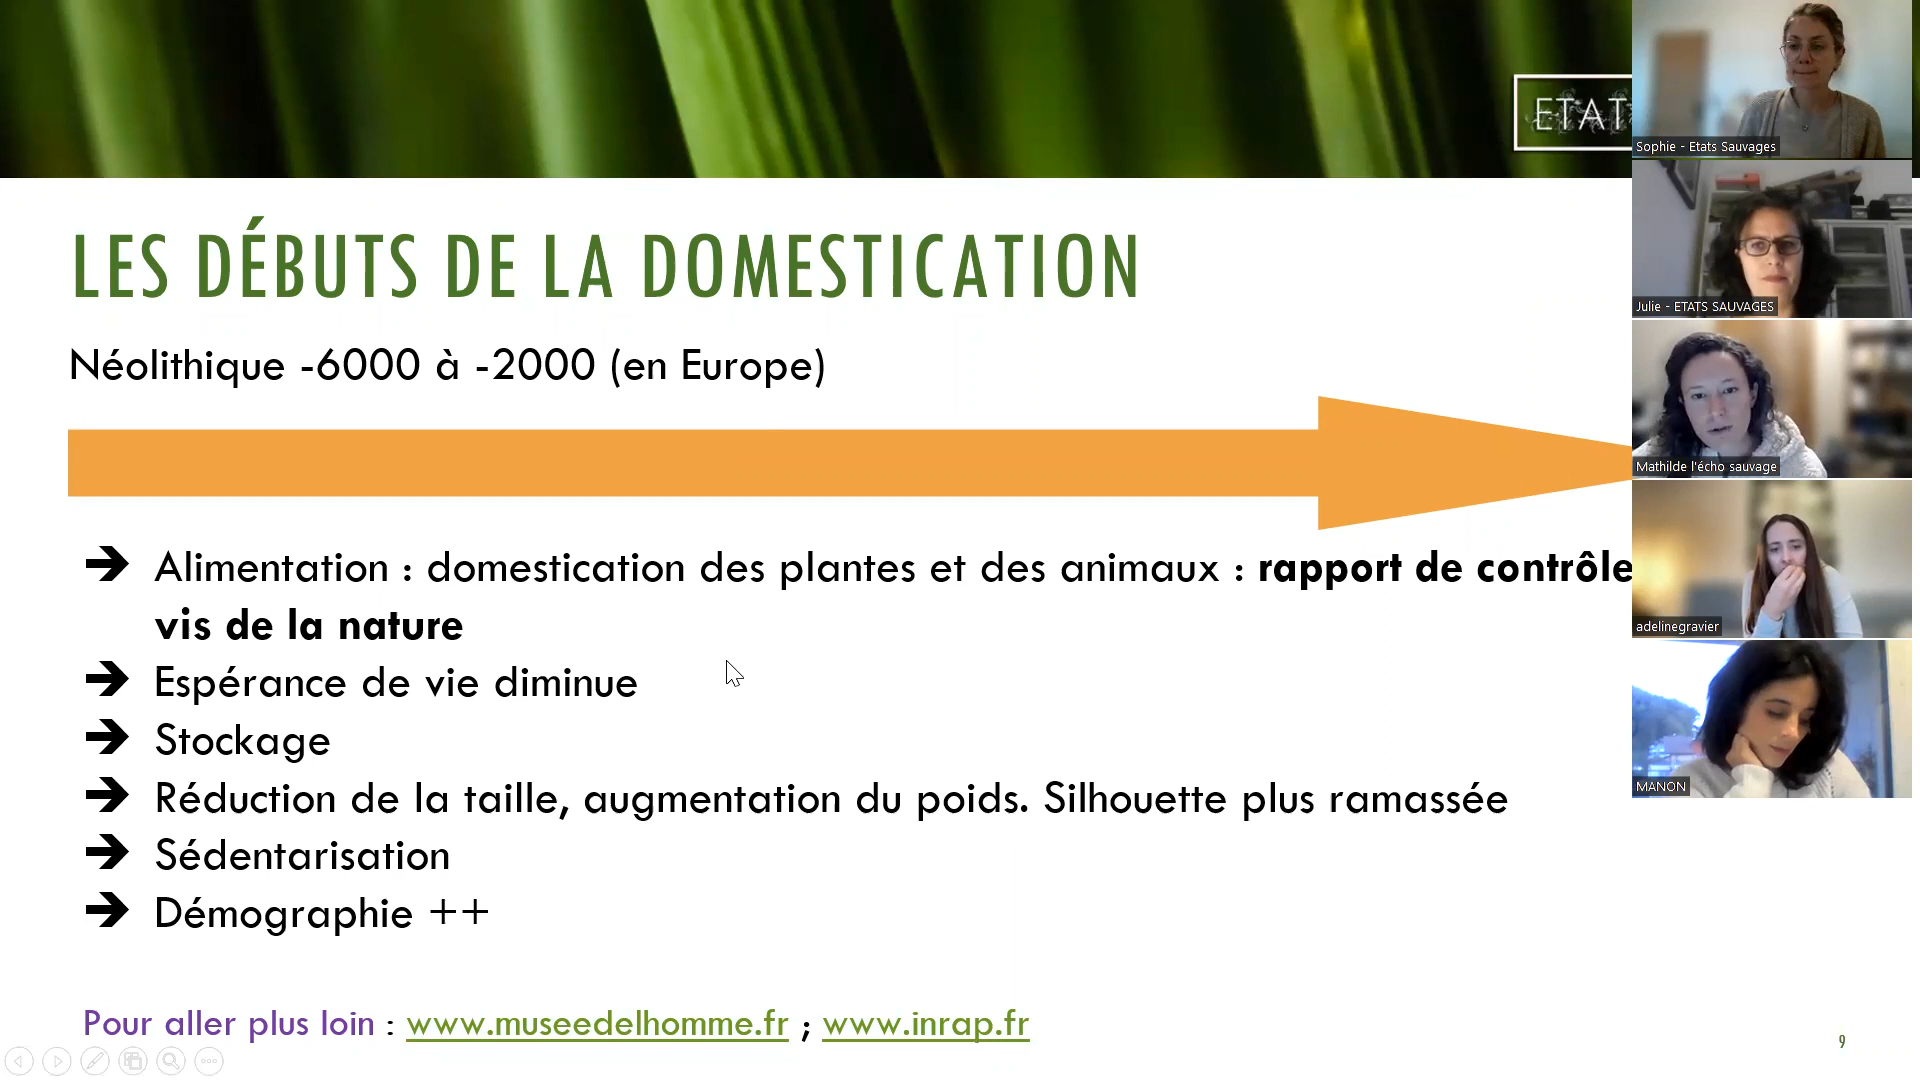 ETAT
Sophie - Etats Sauvages
LES DÉBUTS DE LA DOMESTICATION
Julie - ETATS SAUVAGES
Néolithique -6000 à -2000 (en Europe)
Mathilde l'écho sauvage
➔ Alimentation : domestication des plantes et des animaux : rapport de contrôle
vis de la nature
adelinegravier
➔ Espérance de vie diminue
➔ Stockage
➔ Réduction de la taille, augmentation du poids. Silhouette plus ramassée
MANON
➔ Sédentarisation
➔ Démographie ++
Pour aller plus loin : www.museedelhomme.fr ; www.inrap.fr
9